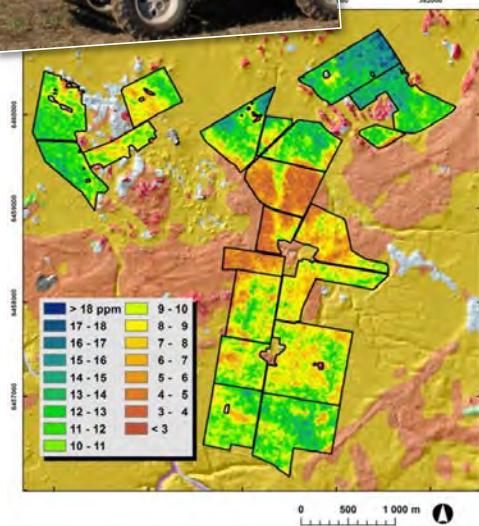 6460000
6459000
6458000
6457000
> 18 ppm
17 - 18
16 - 17
15 - 16
14 - 15
13 - 14
12 - 13
11 - 12
10 - 11
9 - 10
8 - 9
7 - 8
6 - 7
5 - 6
4 - 5
3 - 4
< 3
0 500 1 000 m